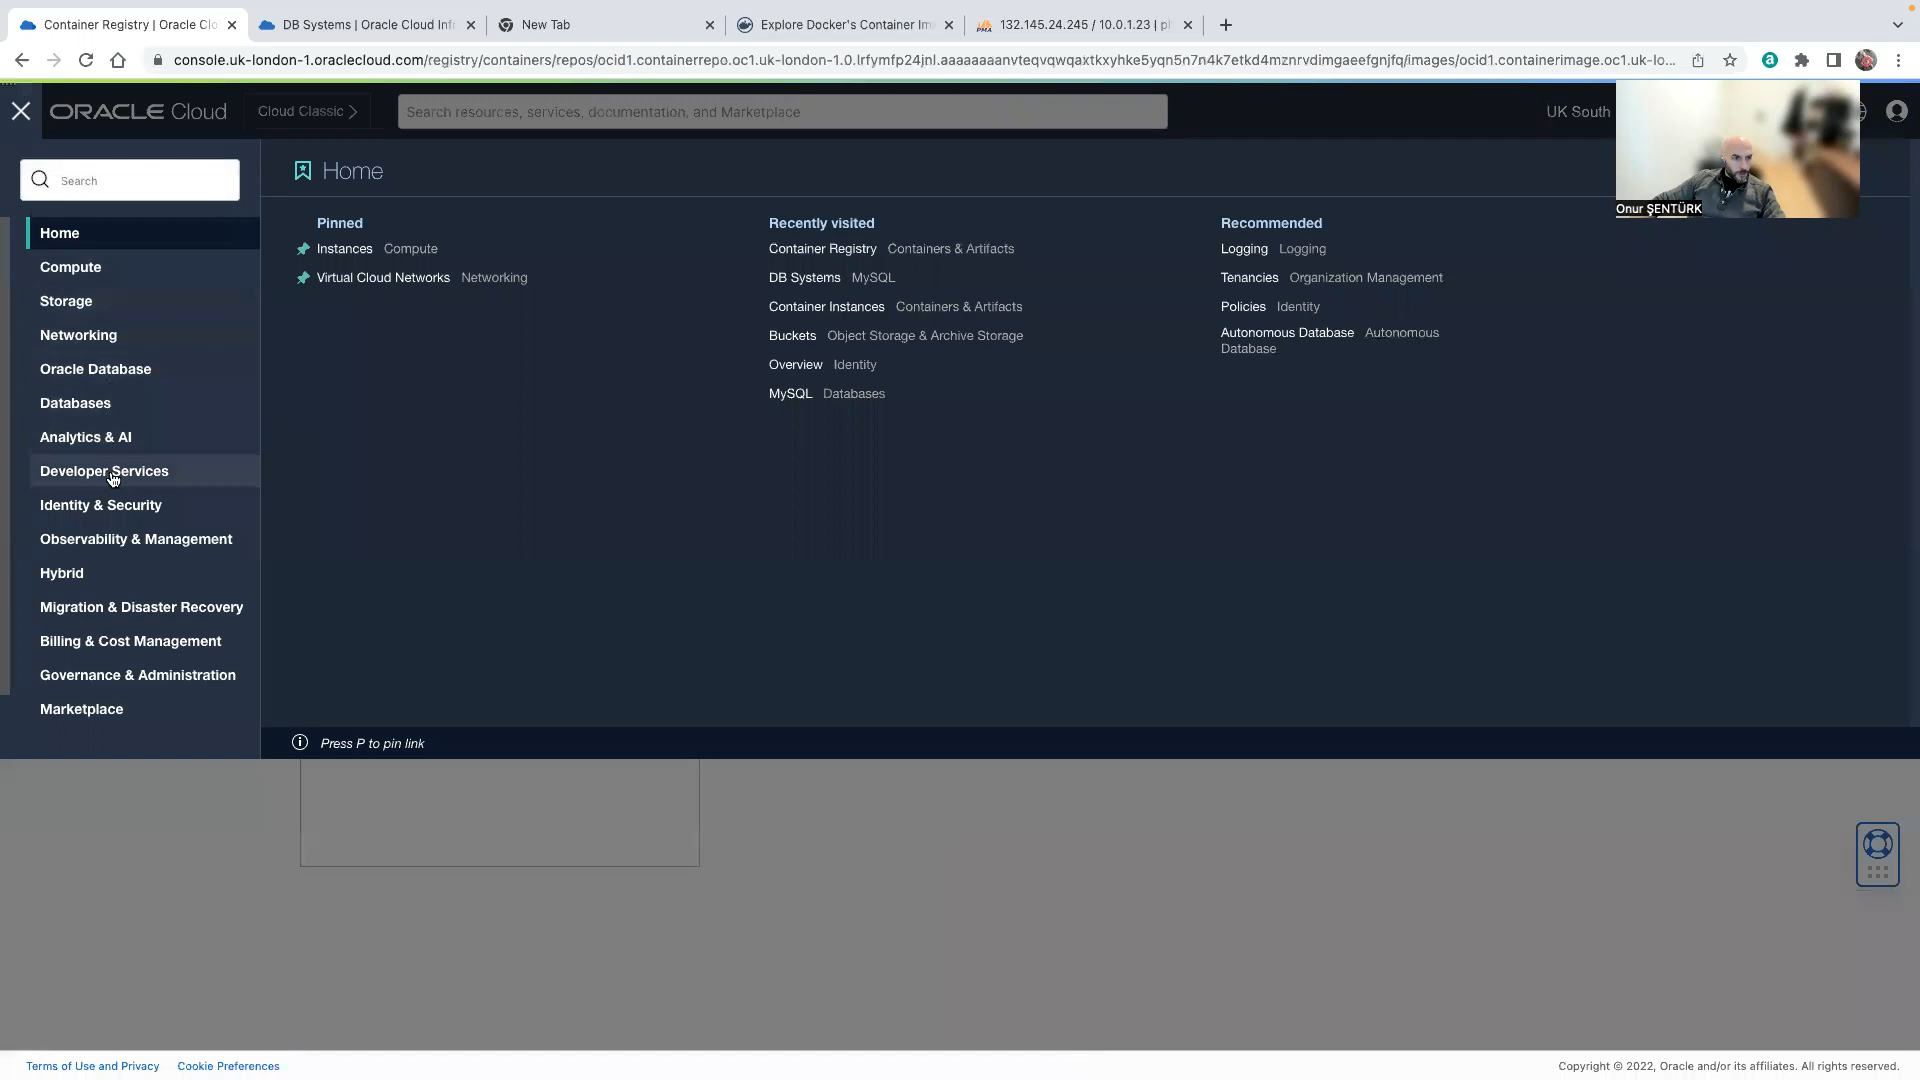 Container Registry | Oracle Clo
DB Systems | Oracle Cloud Infr
New Tab
Explore Docker's Container Im
132.145.24.245 / 10.0.1.23 | p
console.uk-london-1.oraclecloud.com/registry/containers/repos/ocid1.containerrepo.oc1.uk-london-1.0.lrfymfp24jnl.aaaaaaaanvteqvqwqaxtkxyhke5yqn5n7n4k7etkd4mznrvdimgaeefgnjfq/images/ocid1.containerimage.oc1.uk-lo...
ORACLE Cloud
Cloud Classic
Search resources, services, documentation, and Marketplace
UK South
Onur ŞENTÜRK
Search
Home
Compute
Storage
Networking
Oracle Database
Databases
Analytics & AI
Developer Services
Identity & Security
Observability & Management
Hybrid
Migration & Disaster Recovery
Billing & Cost Management
Governance & Administration
Marketplace
Home
Pinned
Instances Compute
Virtual Cloud Networks Networking
Recently visited
Container Registry Containers & Artifacts
DB Systems MySQL
Container Instances Containers & Artifacts
Buckets Object Storage & Archive Storage
Overview Identity
MySQL Databases
Recommended
Logging Logging
Tenancies Organization Management
Policies Identity
Autonomous Database Autonomous
Database
Press P to pin link
Terms of Use and Privacy
Cookie Preferences
Copyright © 2022, Oracle and/or its affiliates. All rights reserved.